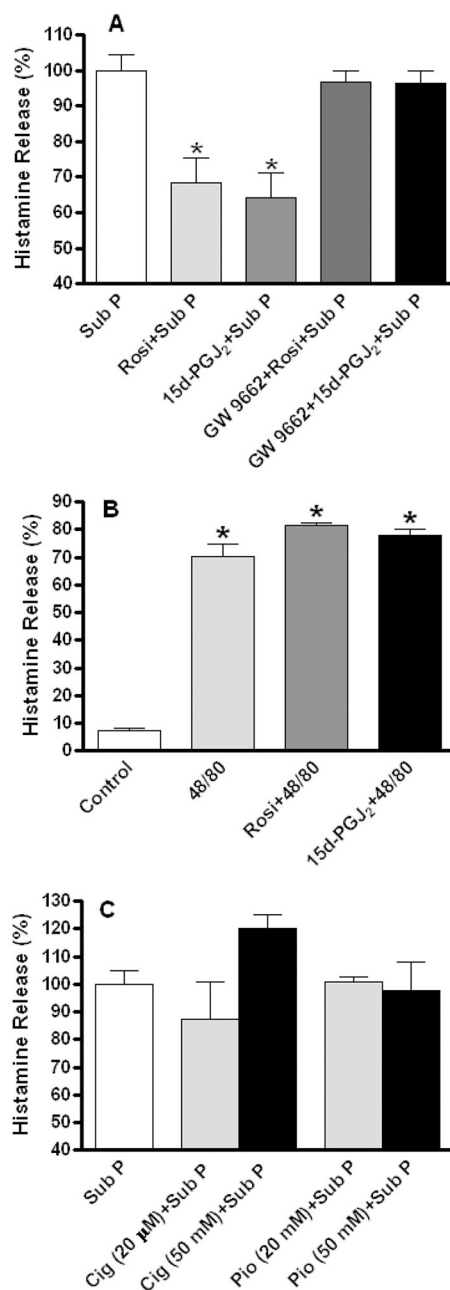 A
Histamine Release (%)
110
100
90
80
70
60
50
40
*
*
Sub P
Rosi+Sub P
15d-PGJ₂+Sub P
GW 9662+Rosi+Sub P
GW 9662+15d-PGJ₂+Sub P
B
Histamine Release (%)
90
80
70
60
50
40
30
20
10
0
*
*
*
Control
48/80
Rosi+48/80
15d-PGJ₂+48/80
C
Histamine Release (%)
130
120
110
100
90
80
70
60
50
40
Sub P
Cig (20 μM)+Sub P
Cig (50 mM)+Sub P
Pio (20 mM)+Sub P
Pio (50 mM)+Sub P